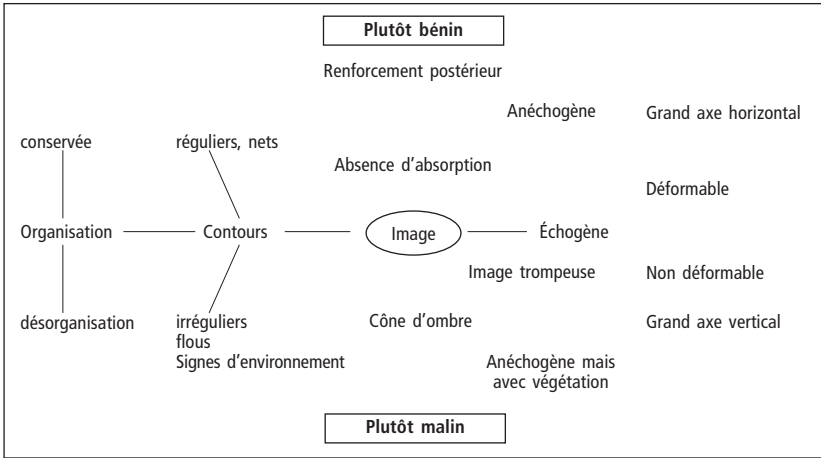 Plutôt bénin
Renforcement postérieur
Anéchogène
Grand axe horizontal
conservée
réguliers, nets
Absence d'absorption
Déformable
Organisation
Contours
Image
Échogène
Image trompeuse
Non déformable
désorganisation
irréguliers
flous
Signes d'environnement
Cône d'ombre
Grand axe vertical
Anéchogène mais
avec végétation
Plutôt malin